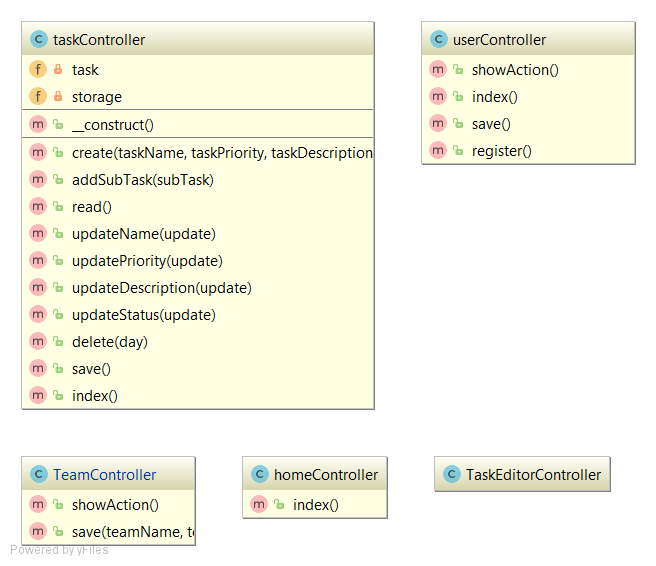 C taskController
f task
f storage
m __construct()
m create(taskName, taskPriority, taskDescription
m addSubTask(subTask)
m read()
m updateName(update)
m updatePriority(update)
m updateDescription(update)
m updateStatus(update)
m delete(day)
m save()
m index()
C userController
m showAction()
m index()
m save()
m register()
C TeamController
m showAction()
m save(teamName, te
C homeController
m index()
C TaskEditorController
Powered by yFiles